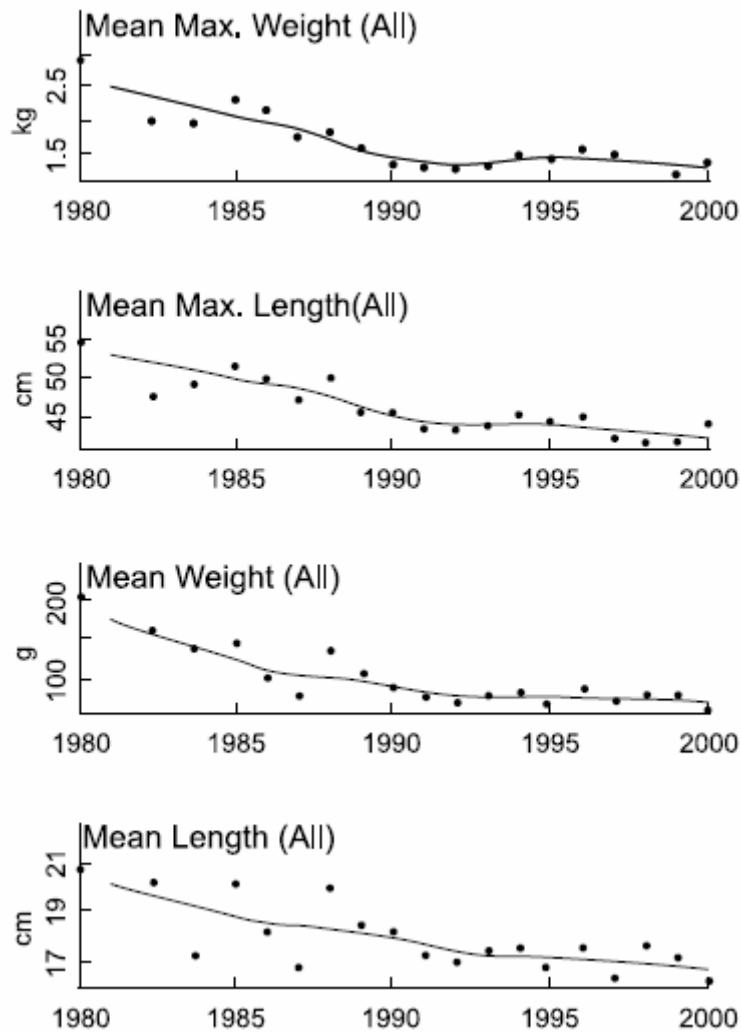 Mean Max. Weight (All)
2.5
1.5
kg
1980 1985 1990 1995 2000
Mean Max. Length(All)
55
50
45
cm
1980 1985 1990 1995 2000
Mean Weight (All)
200
100
g
1980 1985 1990 1995 2000
Mean Length (All)
21
19
17
cm
1980 1985 1990 1995 2000